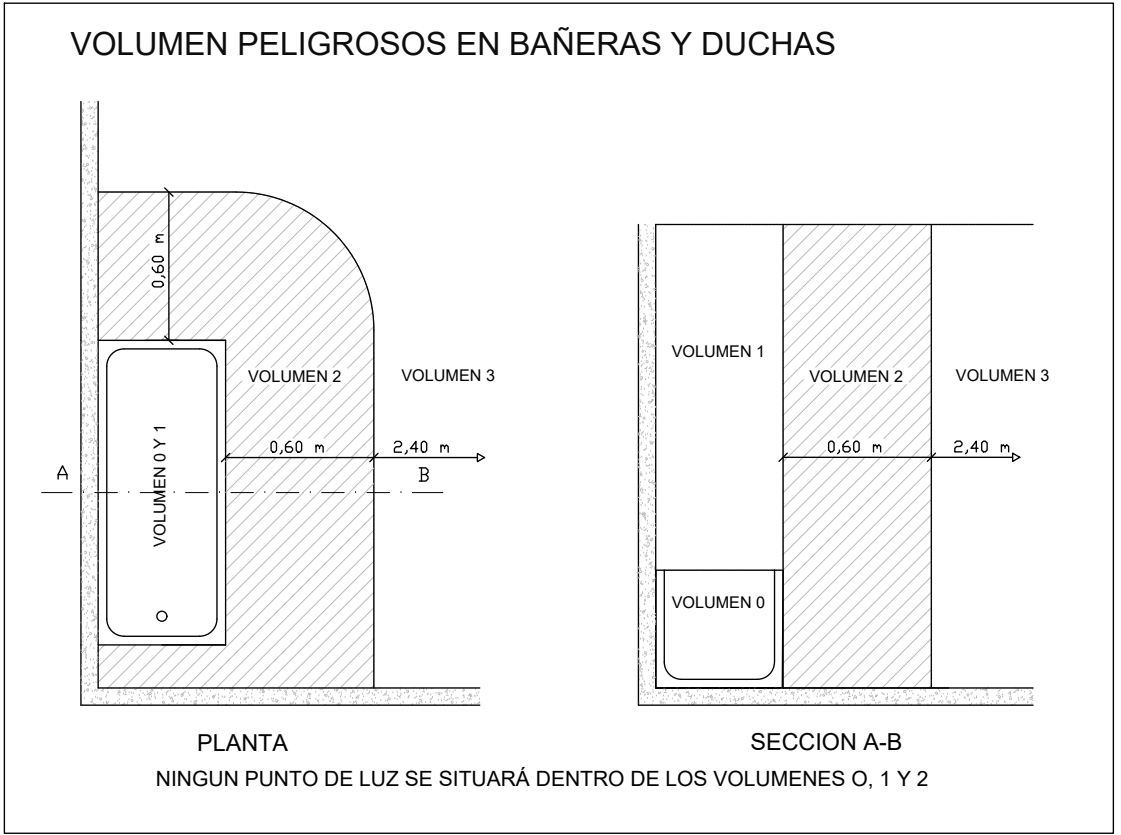 VOLUMEN PELIGROSOS EN BAÑERAS Y DUCHAS
0,60 m
VOLUMEN 2
VOLUMEN 3
0,60 m
2,40 m
A
B
VOLUMEN 0 Y 1
PLANTA
VOLUMEN 1
VOLUMEN 2
VOLUMEN 3
0,60 m
2,40 m
VOLUMEN 0
SECCION A-B
NINGUN PUNTO DE LUZ SE SITUARÁ DENTRO DE LOS VOLUMENES O, 1 Y 2